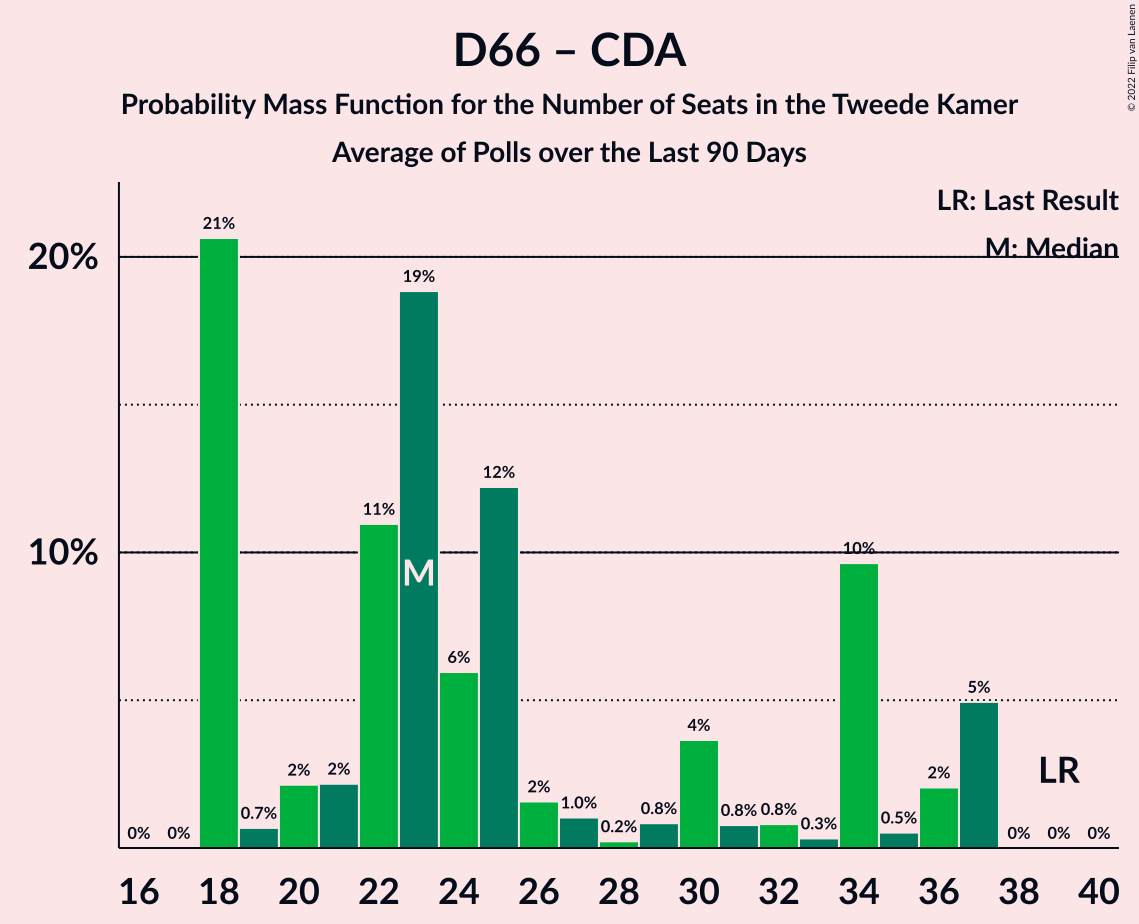 D66 – CDA
Probability Mass Function for the Number of Seats in the Tweede Kamer
Average of Polls over the Last 90 Days
© 2022 Filip van Laenen
LR: Last Result
M: Median
20%
10%
0% 0% 21% 0.7% 2% 2% 11% 19% 6% 12% 2% 1.0% 0.2% 0.8% 4% 0.8% 0.8% 0.3% 10% 0.5% 2% 5% 0% 0% 0%
M
LR
16 18 20 22 24 26 28 30 32 34 36 38 40